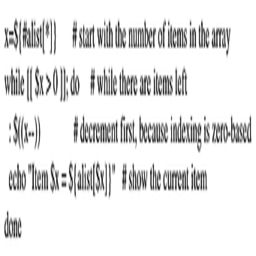 x=${#alist[*]} # start with the number of items in the array
while [[ $x > 0 ]]; do # while there are items left
: $((x--)) # decrement first, because indexing is zero-based
echo "Item $x = ${alist[$x]}" # show the current item
done